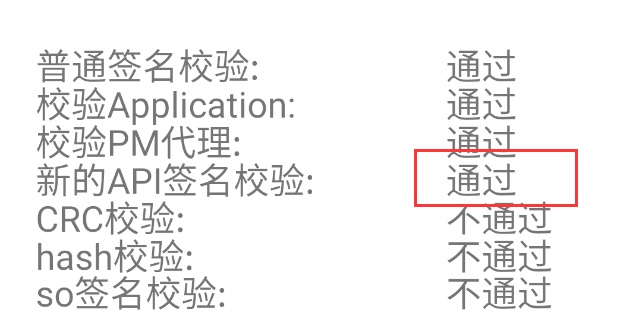 普通签名校验: 通过
校验Application: 通过
校验PM代理: 通过
新的API签名校验: 通过
CRC校验: 不通过
hash校验: 不通过
so签名校验: 不通过